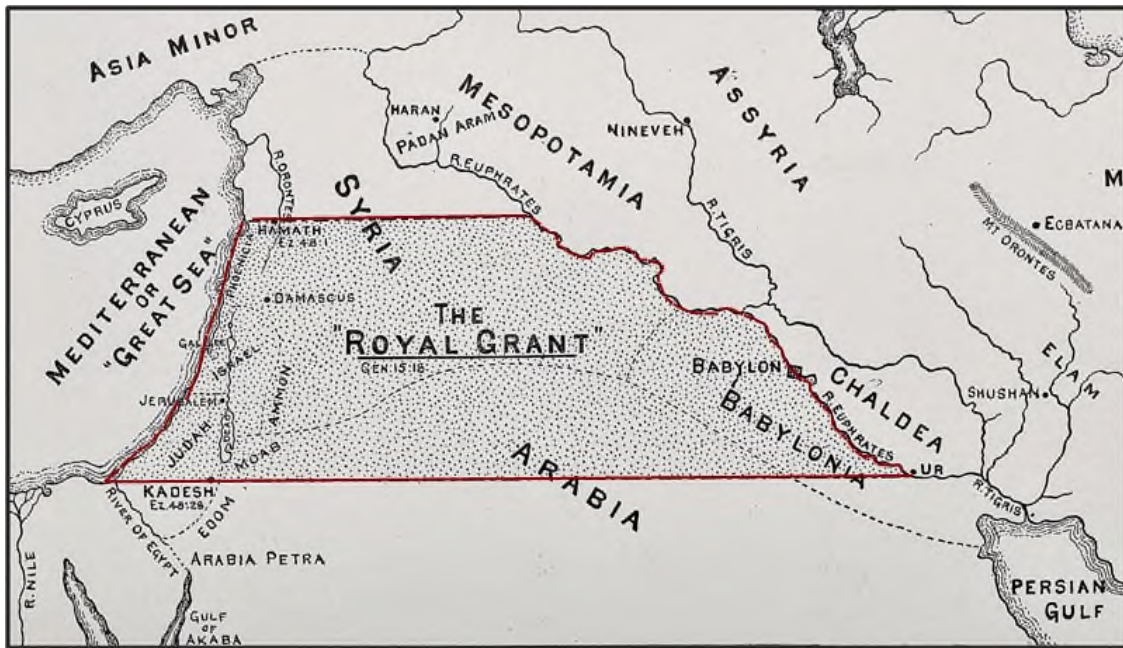 ASIA MINOR
HARAN
PADAN ARAM
MESOPOTAMIA
NINEVEH
ASSYRIA
M
CYPRUS
R. ORONTES
SYRIA
R. EUPHRATES
R. TIGRIS
EGBATANA
MT ORONTES
MEDITERRANEAN
OR
"GREAT SEA"
HAMATH
EZ. 48:1
DAMASCUS
THE
"ROYAL GRANT"
GEN. 15:18
ISRAEL
JERUSALEM
JUDAH
AMMON
MOAB
BABYLON
BABYLONIA
R. EUPHRATES
CHALDEA
SHUSHAN
ELAM
ARABIA
UR
R. TIGRIS
KADESH
EZ. 48:28
EDOM
RIVER OF EGYPT
ARABIA PETRA
R. NILE
GULF
OF
AKABA
PERSIAN
GULF